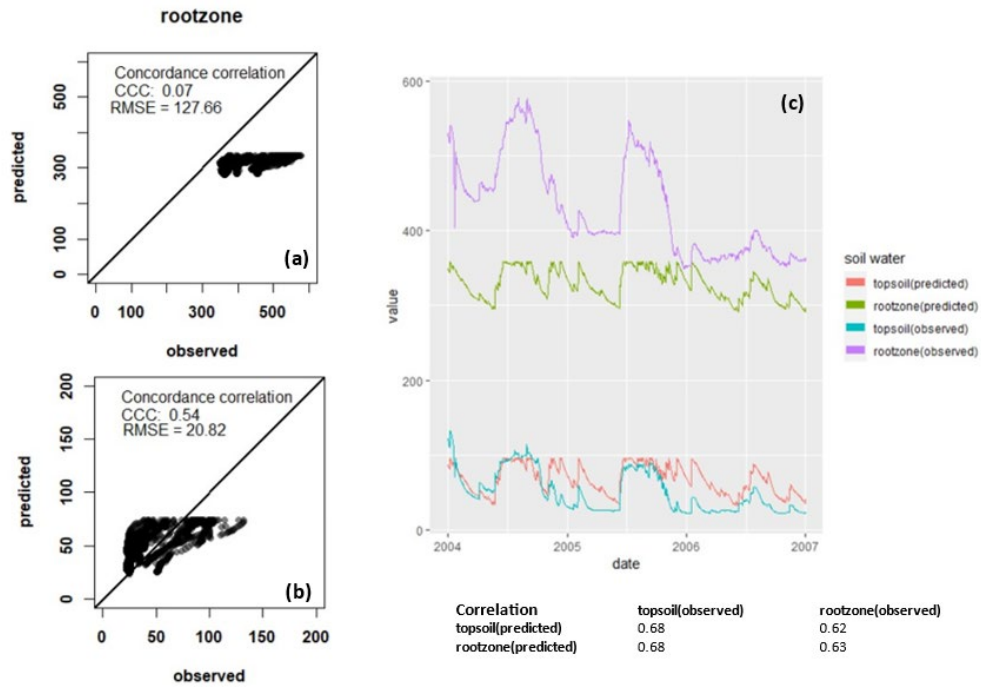 rootzone
Concordance correlation
CCC: 0.07
RMSE = 127.66
predicted
500
300
100
0
(a)
0 100 300 500
observed
Concordance correlation
CCC: 0.54
RMSE = 20.82
predicted
200
150
100
50
0
(b)
0 50 100 150 200
observed
(c)
value
600
400
200
0
2004 2005 2006 2007
date
soil water
topsoil(predicted)
rootzone(predicted)
topsoil(observed)
rootzone(observed)
Correlation topsoil(observed) rootzone(observed)
topsoil(predicted) 0.68 0.62
rootzone(predicted) 0.68 0.63